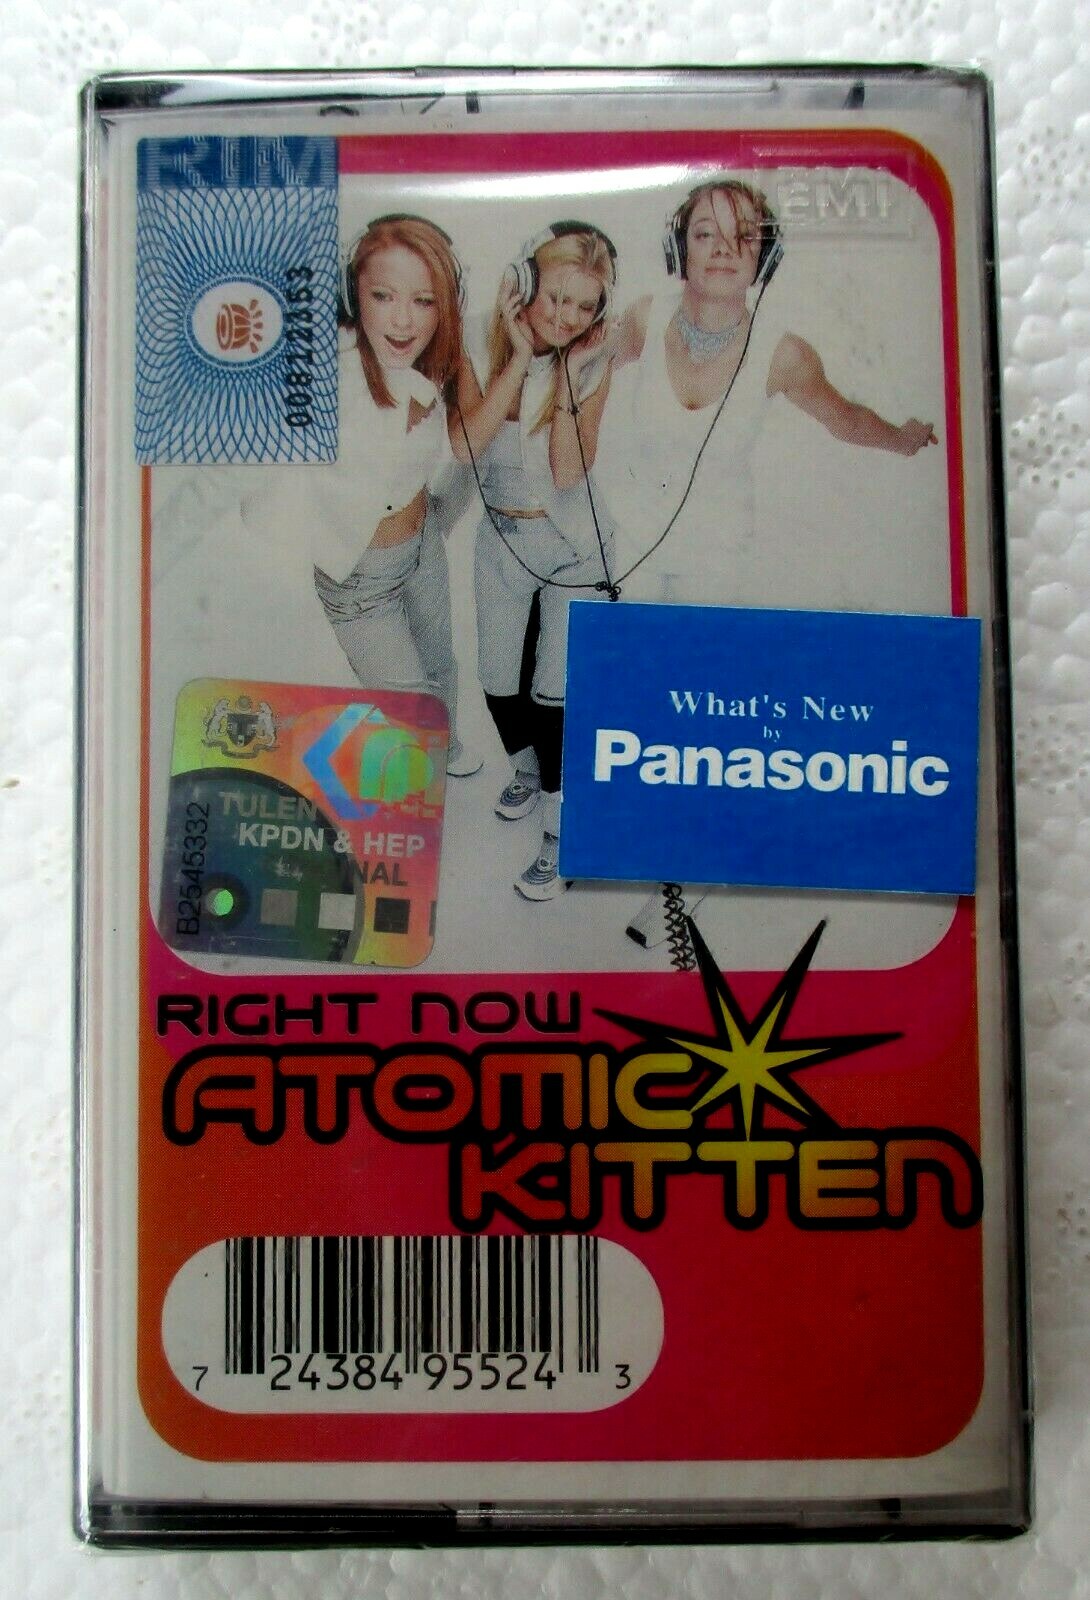 RIM
00812353
EMI
What's New
by
Panasonic
TULEN
KPDN & HEP
B2545332
RIGHT NOW
ATOMIC
KITTEN
7 24384 95524 3